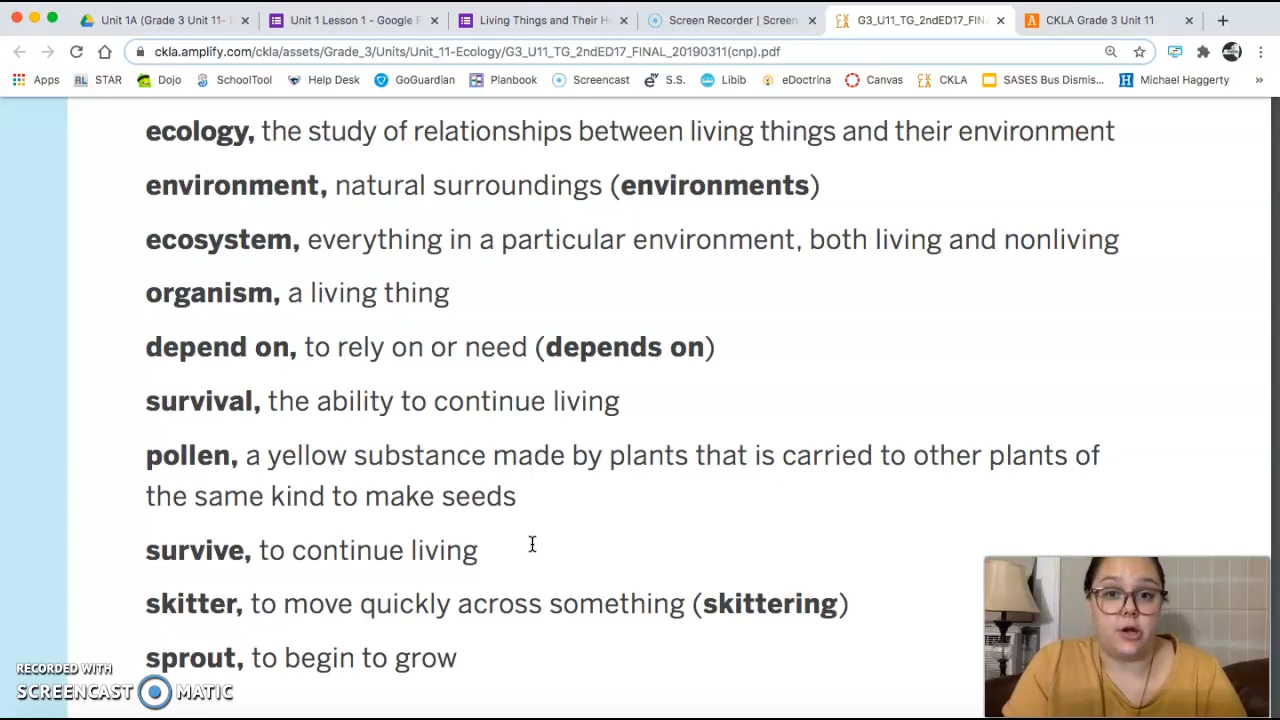 Unit 1A (Grade 3 Unit 11-
Unit 1 Lesson 1 - Google F
Living Things and Their H
Screen Recorder | Screen
G3_U11_TG_2ndED17_FIN
CKLA Grade 3 Unit 11
ckla.amplify.com/ckla/assets/Grade_3/Units/Unit_11-Ecology/G3_U11_TG_2ndED17_FINAL_20190311(cnp).pdf
Apps RL STAR Dojo SchoolTool Help Desk GoGuardian Planbook Screencast S.S. Libib eDoctrina Canvas CKLA SASES Bus Dismis... Michael Haggerty »
ecology, the study of relationships between living things and their environment
environment, natural surroundings (environments)
ecosystem, everything in a particular environment, both living and nonliving
organism, a living thing
depend on, to rely on or need (depends on)
survival, the ability to continue living
pollen, a yellow substance made by plants that is carried to other plants of
the same kind to make seeds
survive, to continue living
skitter, to move quickly across something (skittering)
sprout, to begin to grow
RECORDED WITH
SCREENCAST MATIC